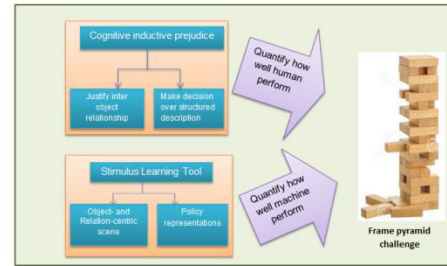 Cognitive inductive prejudice
Justify inter
object
relationship
Make decision
over structured
description
Quantify how
well human
perform
Stimulus Learning Tool
Object- and
Relation-centric
scene
Policy
representations
Quantify how
well machine
perform
Frame pyramid
challenge